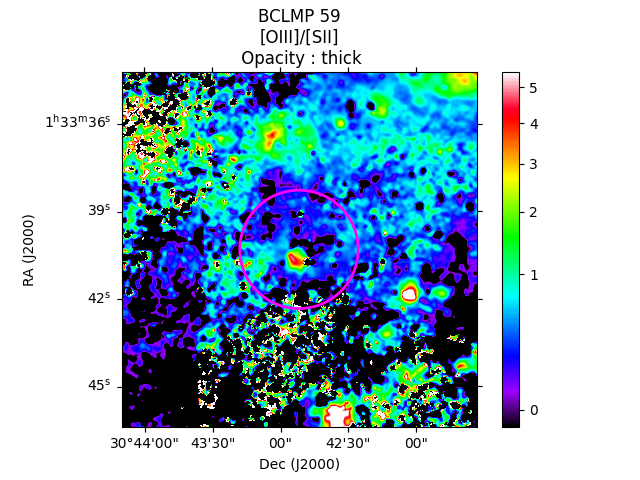 BCLMP 59
[OIII]/[SII]
Opacity : thick
RA (J2000)
1ʰ33ᵐ36ˢ
39ˢ
42ˢ
45ˢ
30°44'00" 43'30" 00" 42'30" 00"
Dec (J2000)
5
4
3
2
1
0